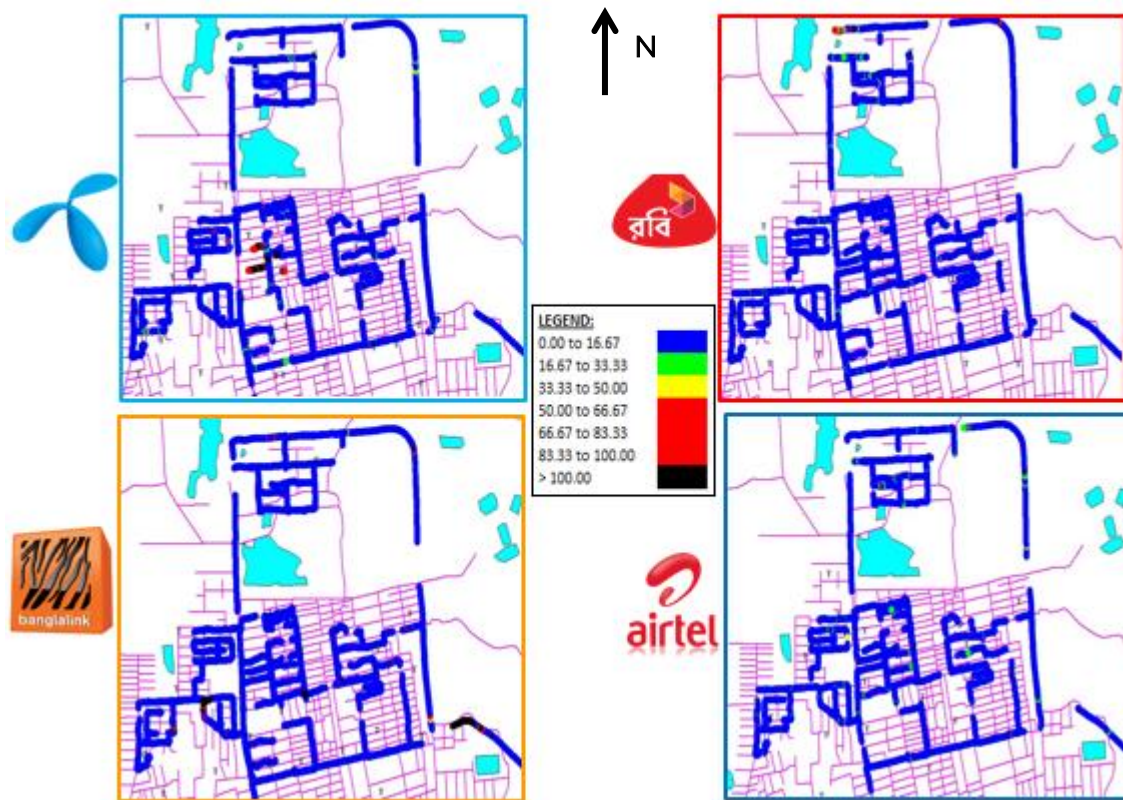 N
রবি
LEGEND:
0.00 to 16.67
16.67 to 33.33
33.33 to 50.00
50.00 to 66.67
66.67 to 83.33
83.33 to 100.00
> 100.00
banglalink
airtel